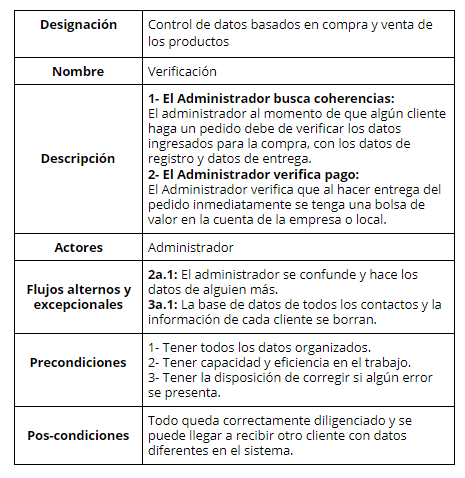 Designación
Control de datos basados en compra y venta de
los productos
Nombre
Verificación
Descripción
1- El Administrador busca coherencias:
El administrador al momento de que algún cliente
haga un pedido debe de verificar los datos
ingresados para la compra, con los datos de
registro y datos de entrega.
2- El Administrador verifica pago:
El Administrador verifica que al hacer entrega del
pedido inmediatamente se tenga una bolsa de
valor en la cuenta de la empresa o local.
Actores
Administrador
Flujos alternos y
excepcionales
2a.1: El administrador se confunde y hace los
datos de alguien más.
3a.1: La base de datos de todos los contactos y la
información de cada cliente se borran.
Precondiciones
1- Tener todos los datos organizados.
2- Tener capacidad y eficiencia en el trabajo.
3- Tener la disposición de corregir si algún error
se presenta.
Pos-condiciones
Todo queda correctamente diligenciado y se
puede llegar a recibir otro cliente con datos
diferentes en el sistema.